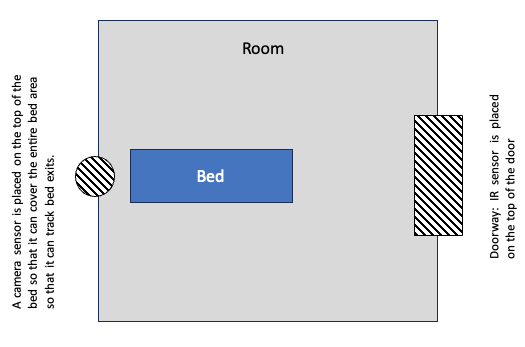 Room
A camera sensor is placed on the top of the
bed so that it can cover the entire bed area
so that it can track bed exits.
Bed
Doorway: IR sensor is placed
on the top of the door